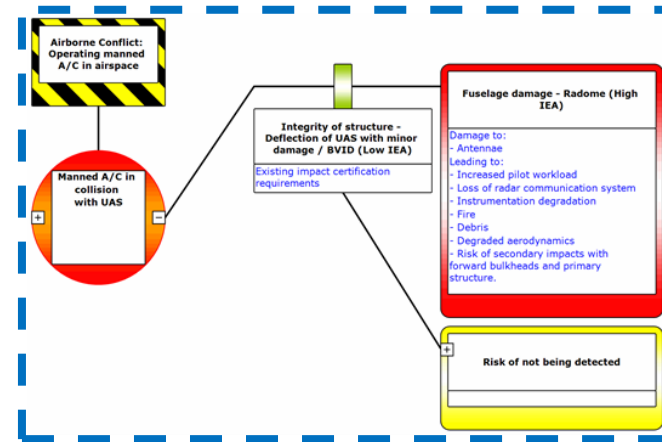 Airborne Conflict:
Operating manned
A/C in airspace
Manned A/C in
collision
with UAS
+
−
Integrity of structure -
Deflection of UAS with minor
damage / BVID (Low IEA)
Existing impact certification
requirements
Fuselage damage - Radome (High
IEA)
Damage to:
- Antennae
Leading to:
- Increased pilot workload
- Loss of radar communication system
- Instrumentation degradation
- Fire
- Debris
- Degraded aerodynamics
- Risk of secondary impacts with
forward bulkheads and primary
structure.
+
Risk of not being detected